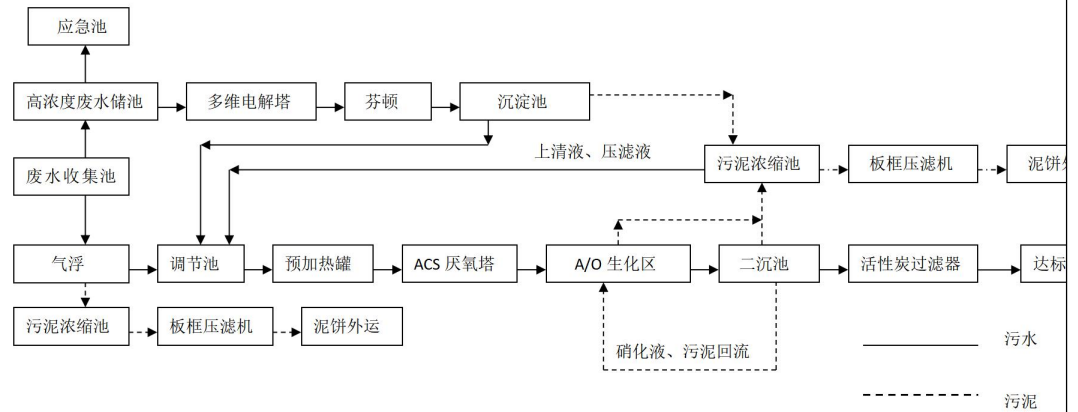 应急池
高浓度废水储池
多维电解塔
芬顿
沉淀池
上清液、压滤液
废水收集池
污泥浓缩池
板框压滤机
泥饼
气浮
调节池
预加热罐
ACS 厌氧塔
A/O 生化区
二沉池
活性炭过滤器
达标
污泥浓缩池
板框压滤机
泥饼外运
硝化液、污泥回流
污水
污泥